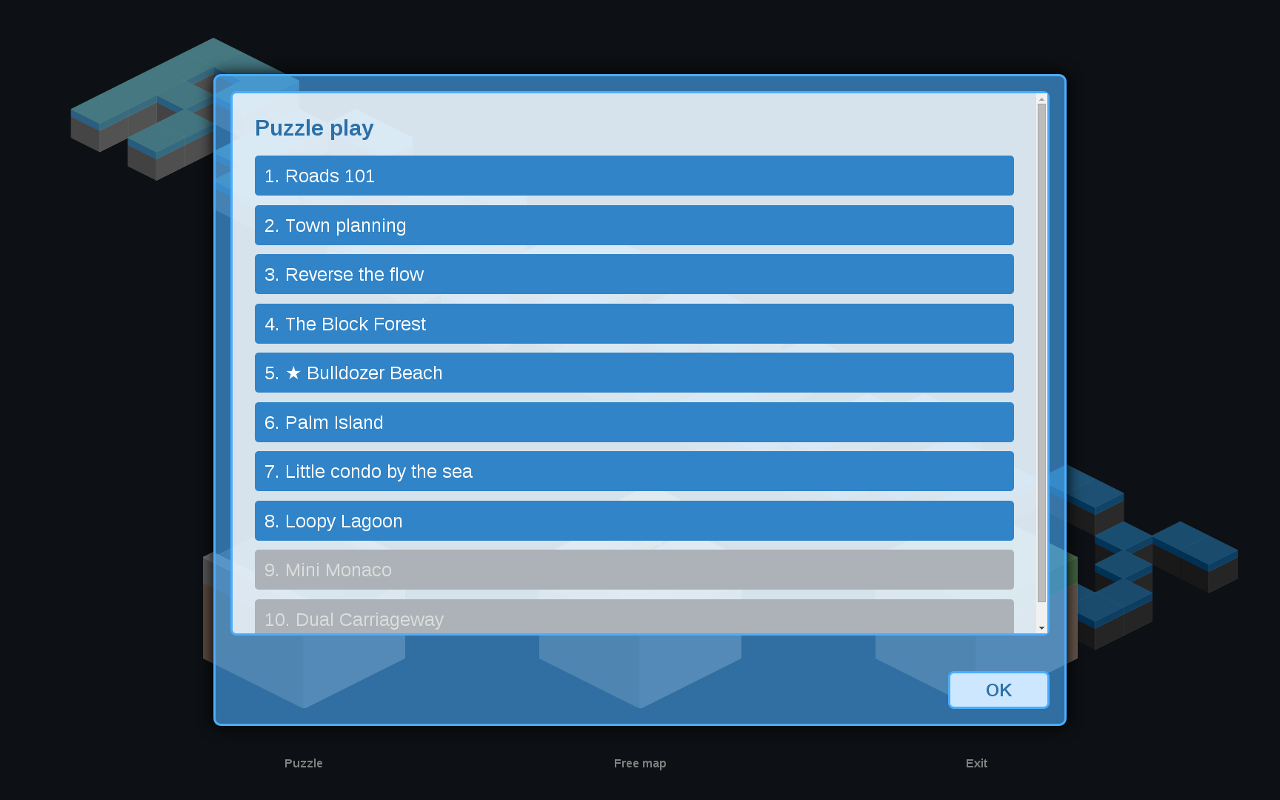 Puzzle play
1. Roads 101
2. Town planning
3. Reverse the flow
4. The Block Forest
5. ★ Bulldozer Beach
6. Palm Island
7. Little condo by the sea
8. Loopy Lagoon
9. Mini Monaco
10. Dual Carriageway
OK
Puzzle
Free map
Exit